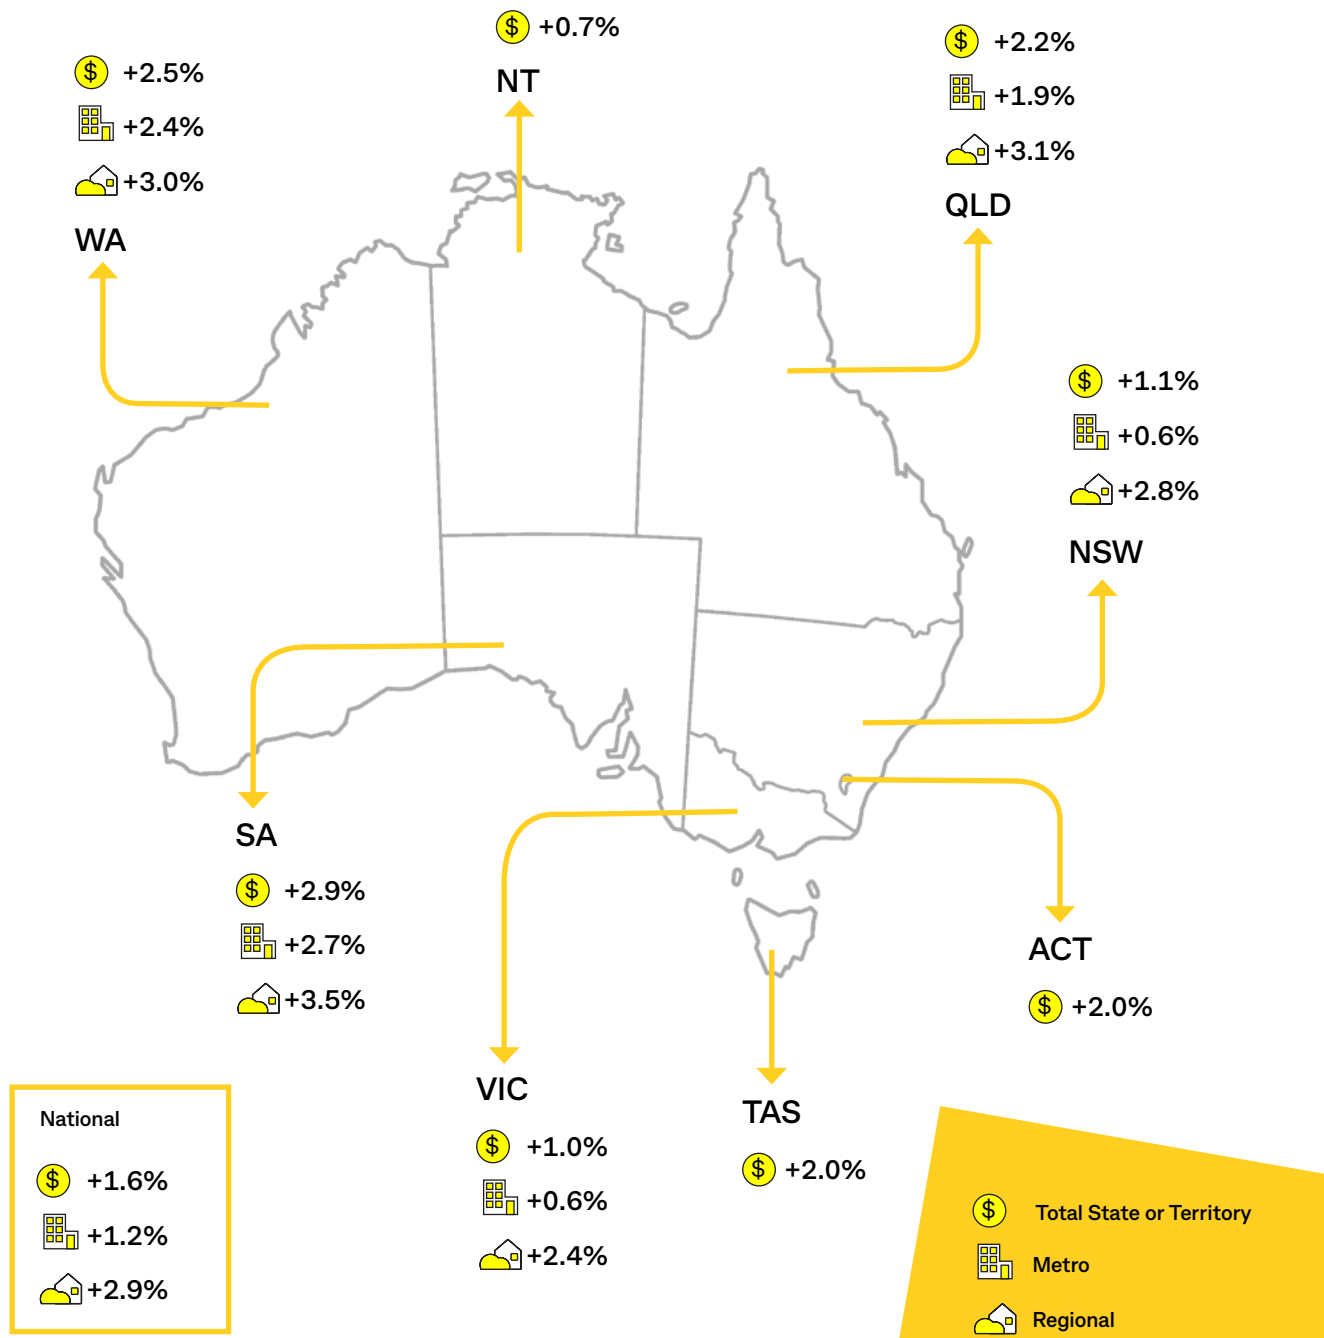 $ +0.7%
NT
$ +2.5%
+2.4%
+3.0%
WA
$ +2.2%
+1.9%
+3.1%
QLD
$ +1.1%
+0.6%
+2.8%
NSW
SA
$ +2.9%
+2.7%
+3.5%
ACT
$ +2.0%
VIC
$ +1.0%
+0.6%
+2.4%
TAS
$ +2.0%
National
$ +1.6%
+1.2%
+2.9%
$ Total State or Territory
Metro
Regional